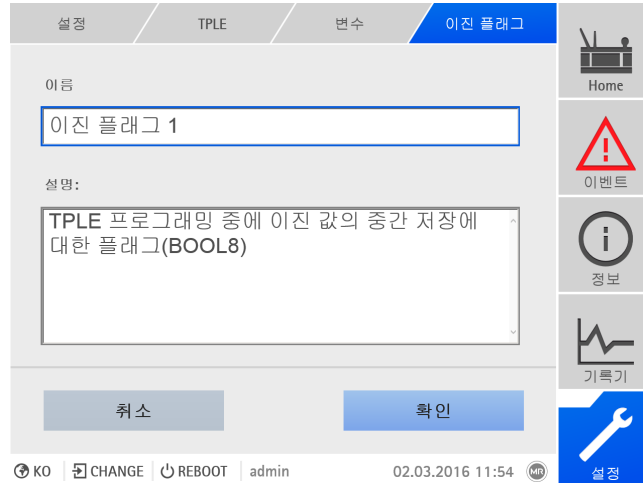 설정
TPLE
변수
이진 플래그
Home
이름
이진 플래그 1
이벤트
설명:
TPLE 프로그래밍 중에 이진 값의 중간 저장에
대한 플래그(BOOL8)
정보
기록기
취소
확인
KO
CHANGE
REBOOT
admin
02.03.2016 11:54
MR
설정